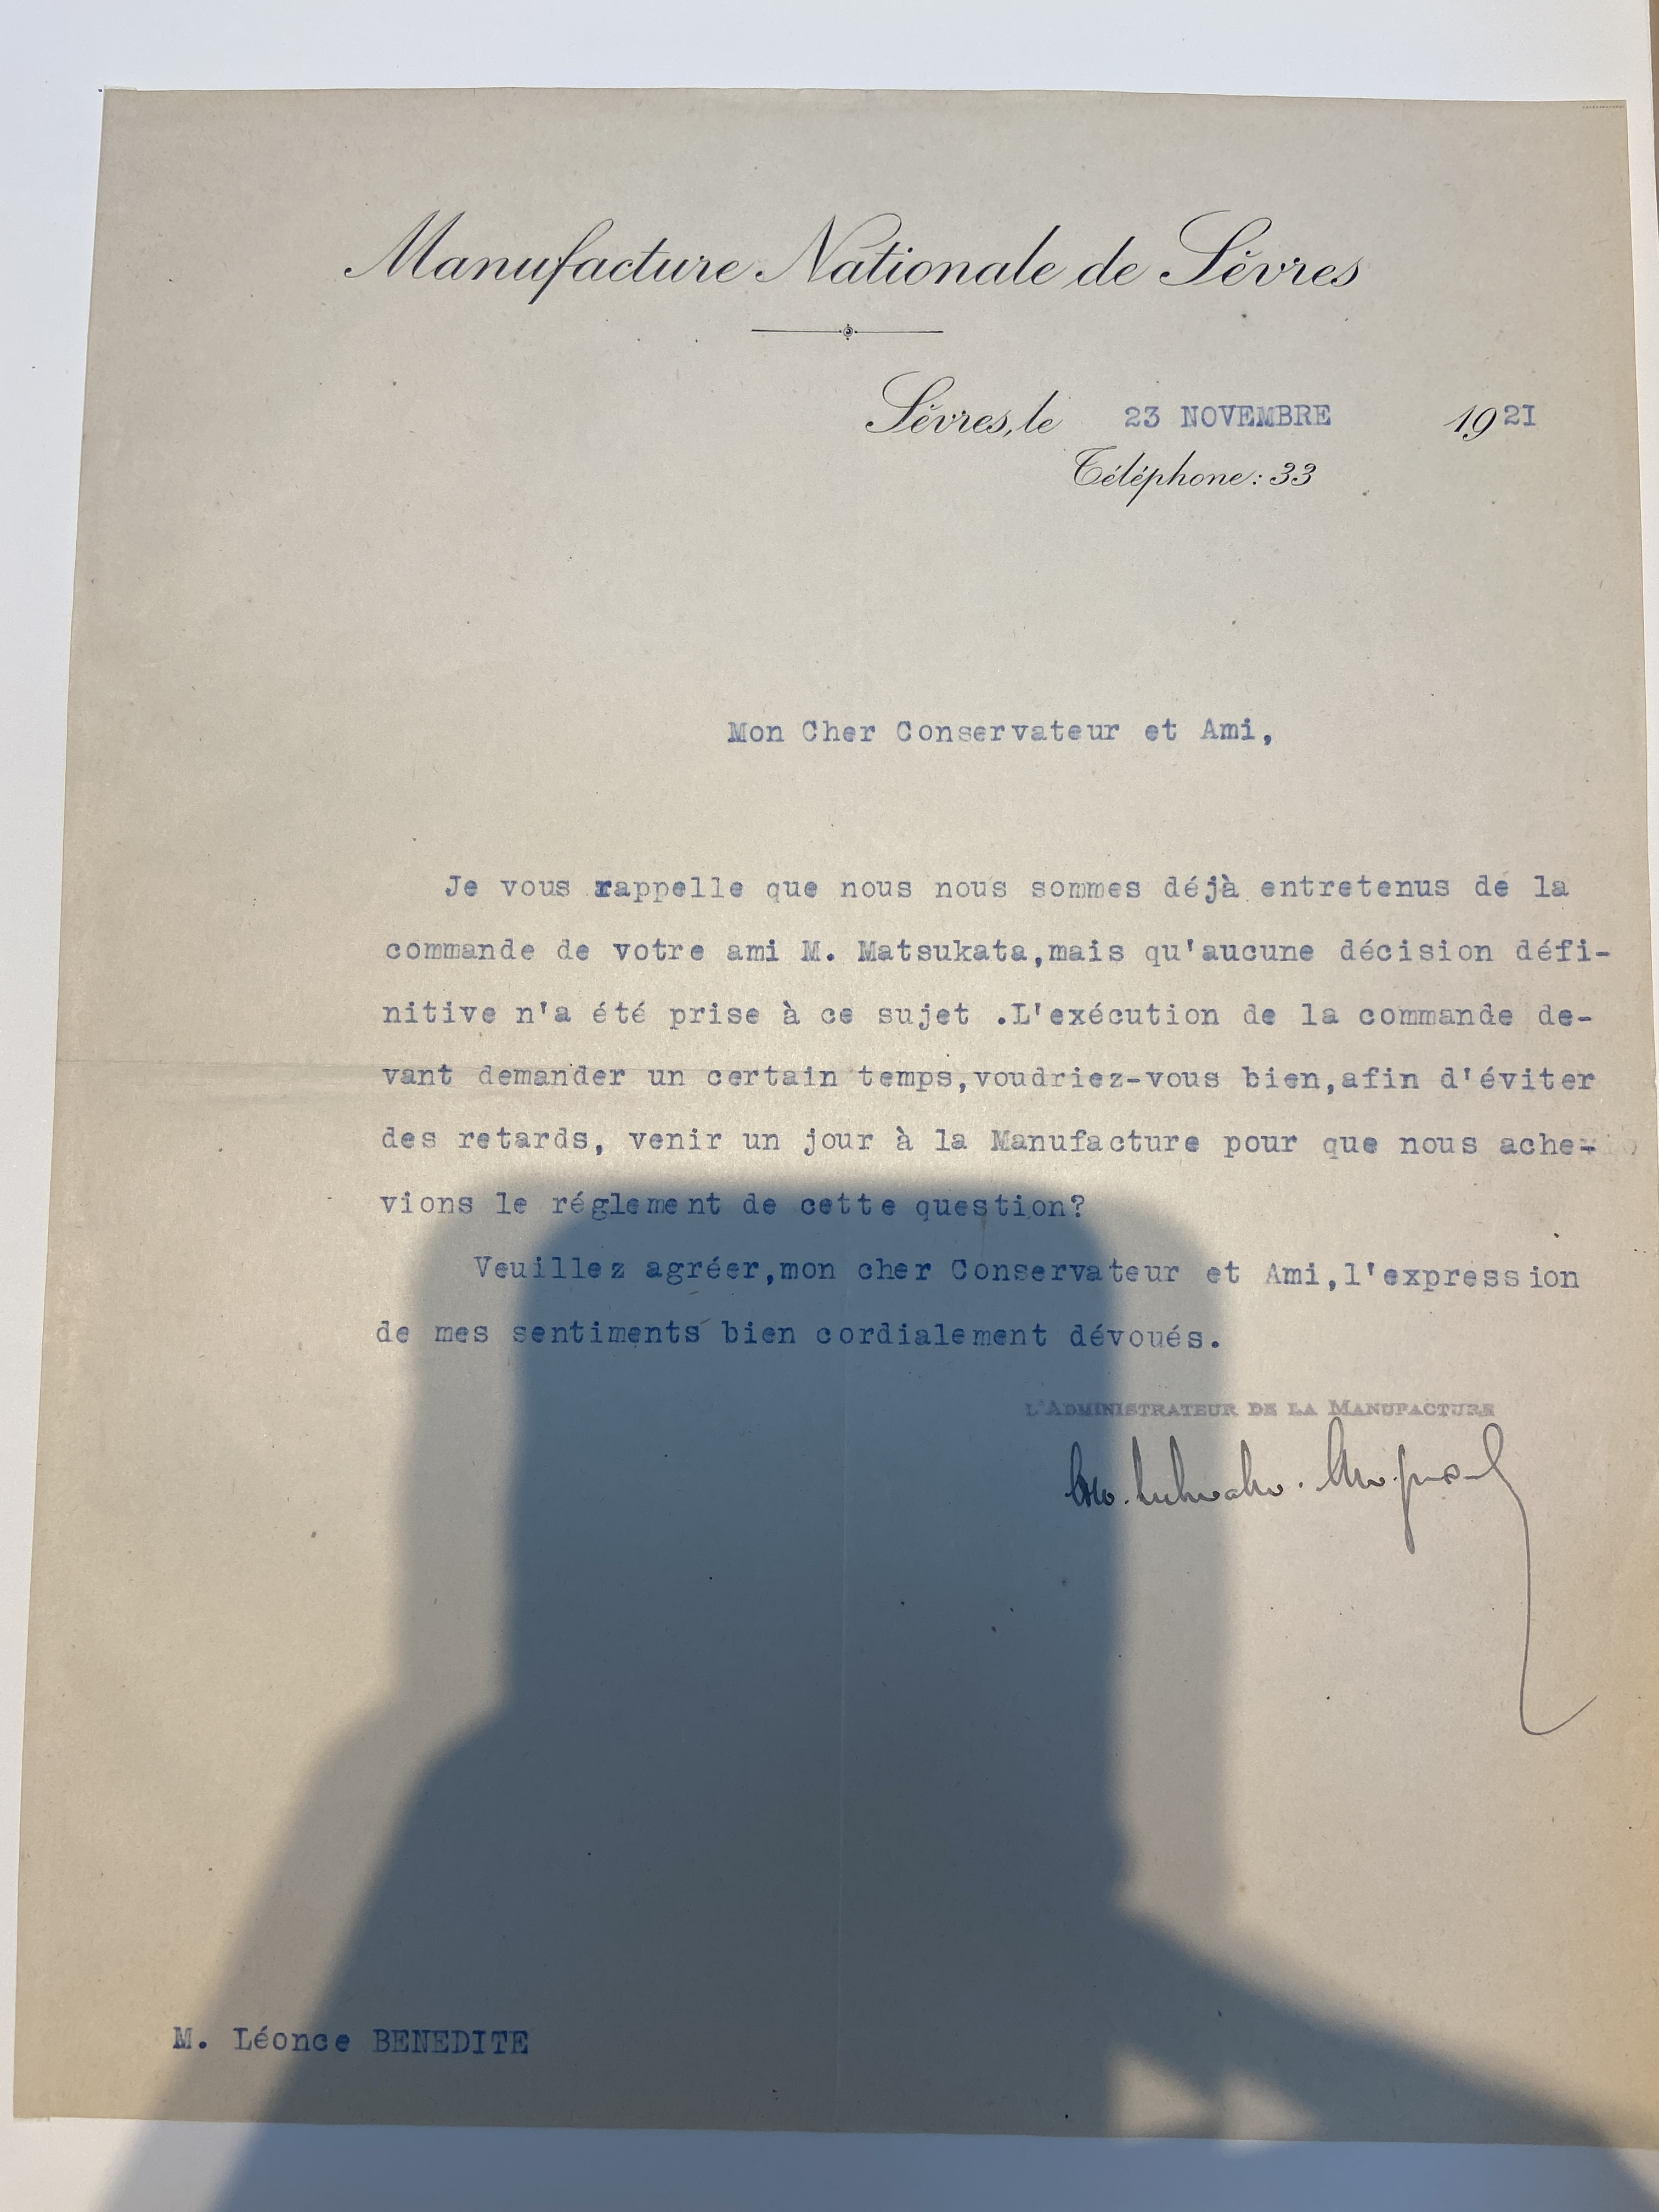 Manufacture Nationale de Sèvres
Sèvres, le 23 NOVEMBRE 1921
Téléphone: 33
Mon Cher Conservateur et Ami,
Je vous rappelle que nous nous sommes déjà entretenus de la
commande de votre ami M. Matsukata,mais qu'aucune décision défi-
nitive n'a été prise à ce sujet .L'exécution de la commande de-
vant demander un certain temps,voudriez-vous bien,afin d'éviter
des retards, venir un jour à la Manufacture pour que nous ache-
vions le réglement de cette question?
Veuillez agréer,mon cher Conservateur et Ami,l'expression
de mes sentiments bien cordialement dévoués.
L'ADMINISTRATEUR DE LA MANUFACTURE
M. Léonce BENEDITE